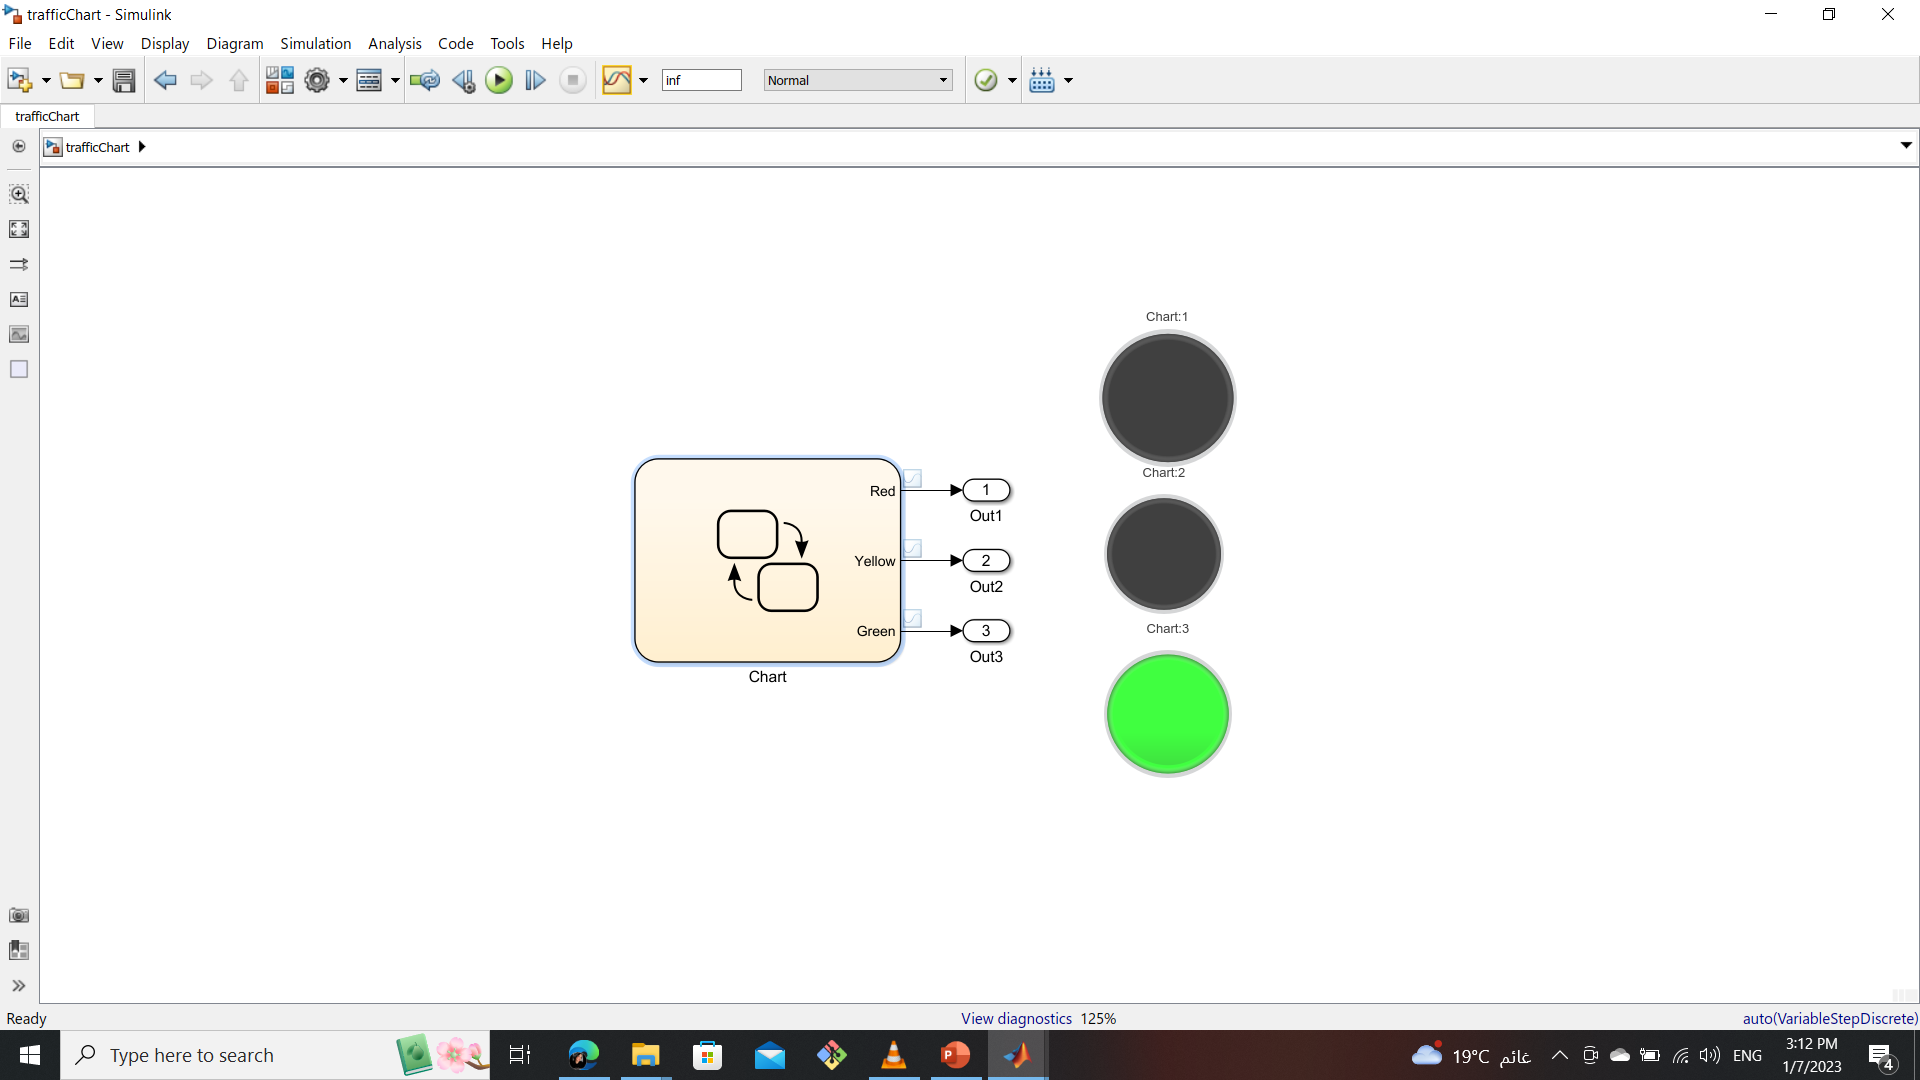 trafficChart - Simulink
File Edit View Display Diagram Simulation Analysis Code Tools Help
inf Normal
trafficChart
trafficChart
Chart:1
Chart:2
Red 1
Out1
Yellow 2
Out2
Chart:3
Green 3
Out3
Chart
Ready View diagnostics 125% auto(VariableStepDiscrete)
Type here to search 19°C غائم ENG 3:12 PM
1/7/2023 4